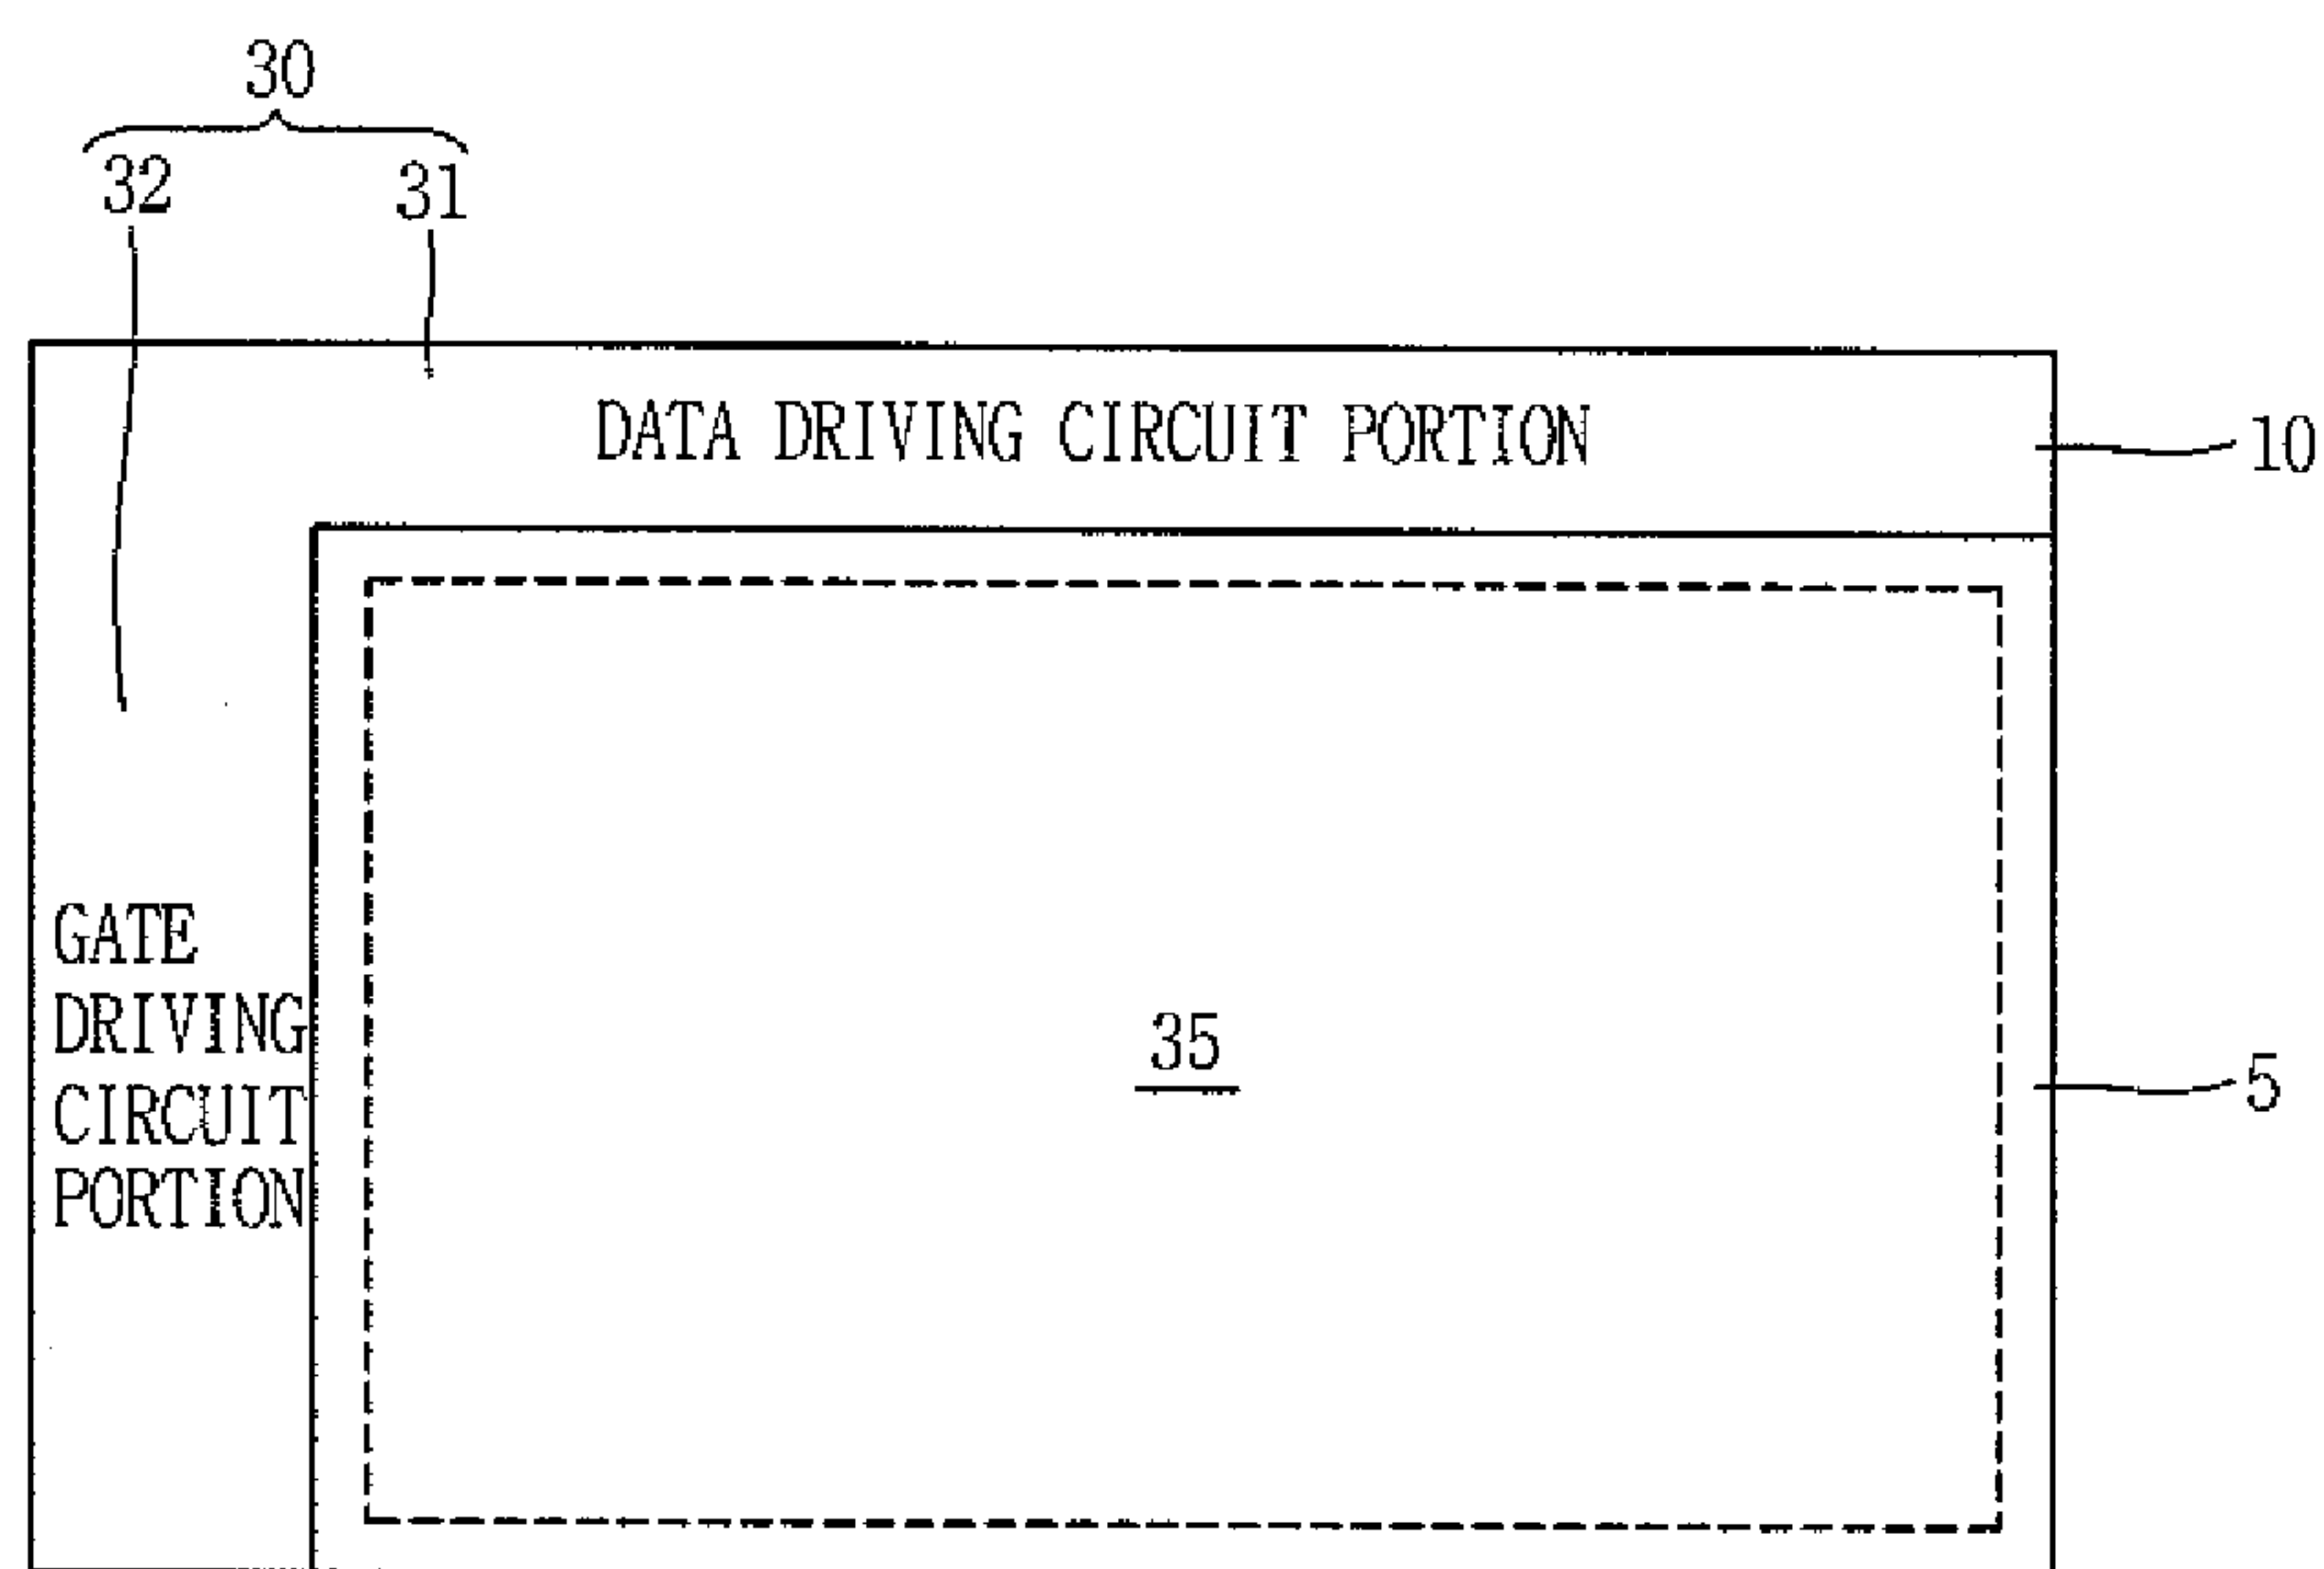 30
32 31
DATA DRIVING CIRCUIT PORTION
10
GATE
DRIVING
CIRCUIT
PORTION
35
5